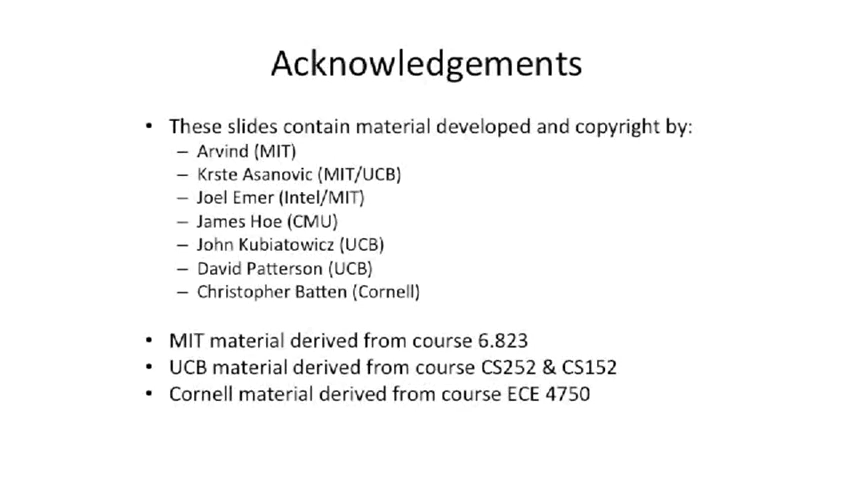 Acknowledgements
• These slides contain material developed and copyright by:
– Arvind (MIT)
– Krste Asanovic (MIT/UCB)
– Joel Emer (Intel/MIT)
– James Hoe (CMU)
– John Kubiatowicz (UCB)
– David Patterson (UCB)
– Christopher Batten (Cornell)
• MIT material derived from course 6.823
• UCB material derived from course CS252 & CS152
• Cornell material derived from course ECE 4750